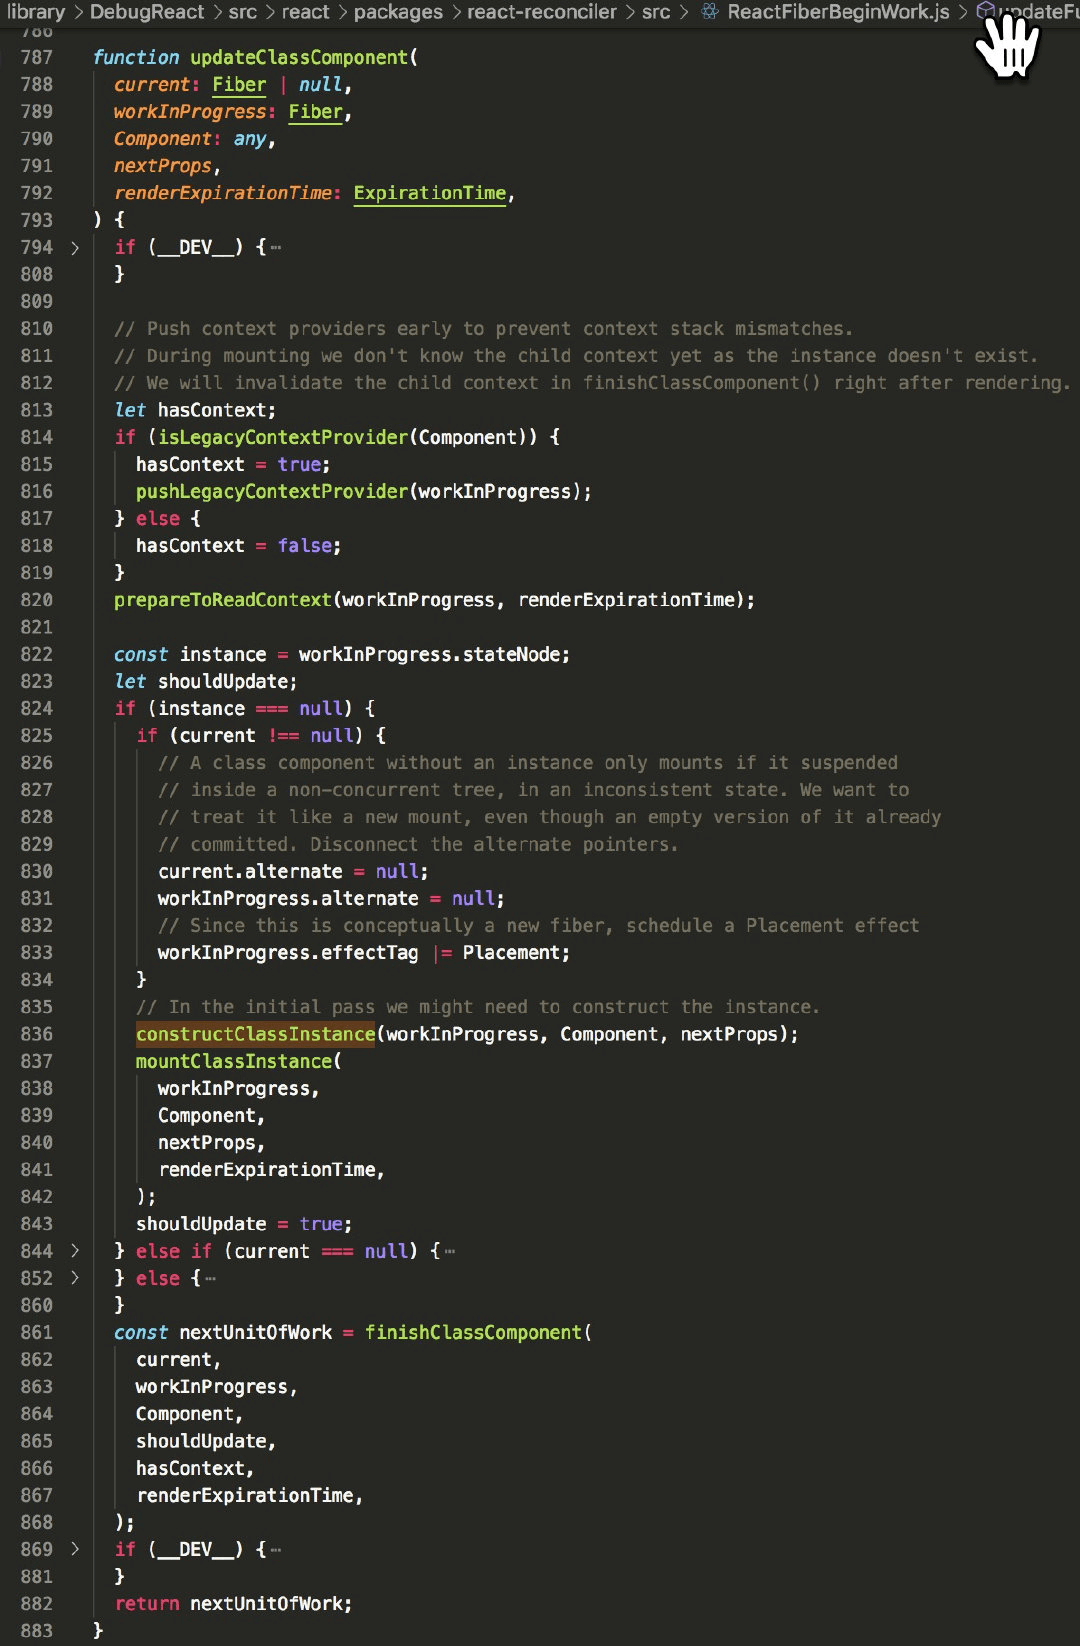 library > DebugReact > src > react > packages > react-reconciler > src > ReactFiberBeginWork.js >
786
787 function updateClassComponent(
788 current: Fiber | null,
789 workInProgress: Fiber,
790 Component: any,
791 nextProps,
792 renderExpirationTime: ExpirationTime,
793 ) {
794 > if (__DEV__) {⋯
808 }
809
810 // Push context providers early to prevent context stack mismatches.
811 // During mounting we don't know the child context yet as the instance doesn't exist.
812 // We will invalidate the child context in finishClassComponent() right after rendering.
813 let hasContext;
814 if (isLegacyContextProvider(Component)) {
815 hasContext = true;
816 pushLegacyContextProvider(workInProgress);
817 } else {
818 hasContext = false;
819 }
820 prepareToReadContext(workInProgress, renderExpirationTime);
821
822 const instance = workInProgress.stateNode;
823 let shouldUpdate;
824 if (instance === null) {
825 if (current !== null) {
826 // A class component without an instance only mounts if it suspended
827 // inside a non-concurrent tree, in an inconsistent state. We want to
828 // treat it like a new mount, even though an empty version of it already
829 // committed. Disconnect the alternate pointers.
830 current.alternate = null;
831 workInProgress.alternate = null;
832 // Since this is conceptually a new fiber, schedule a Placement effect
833 workInProgress.effectTag |= Placement;
834 }
835 // In the initial pass we might need to construct the instance.
836 constructClassInstance(workInProgress, Component, nextProps);
837 mountClassInstance(
838 workInProgress,
839 Component,
840 nextProps,
841 renderExpirationTime,
842 );
843 shouldUpdate = true;
844 > } else if (current === null) {⋯
852 > } else {⋯
860 }
861 const nextUnitOfWork = finishClassComponent(
862 current,
863 workInProgress,
864 Component,
865 shouldUpdate,
866 hasContext,
867 renderExpirationTime,
868 );
869 > if (__DEV__) {⋯
881 }
882 return nextUnitOfWork;
883 }